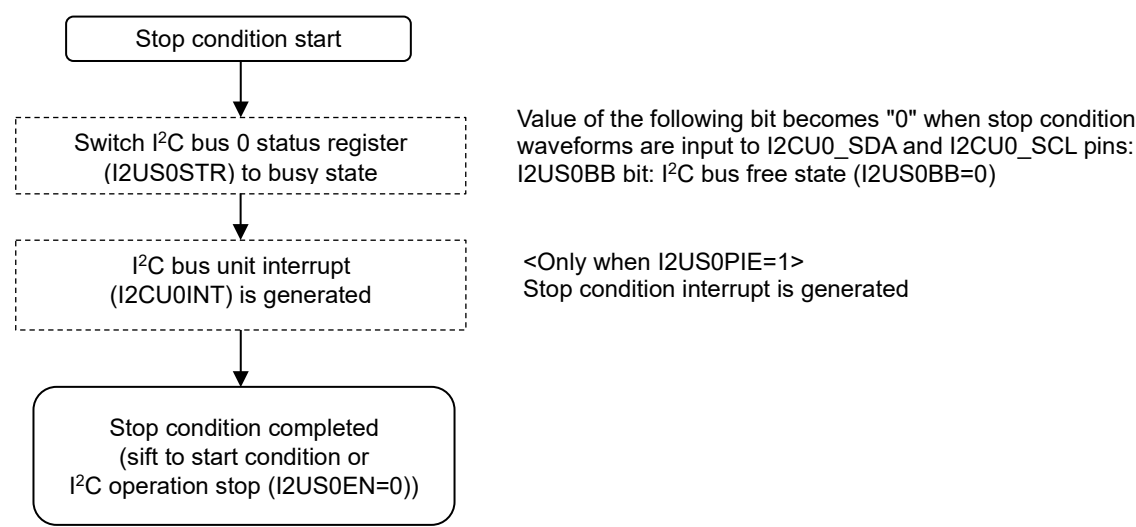 Stop condition start
Switch I²C bus 0 status register
(I2US0STR) to busy state
Value of the following bit becomes "0" when stop condition
waveforms are input to I2CU0_SDA and I2CU0_SCL pins:
I2US0BB bit: I²C bus free state (I2US0BB=0)
I²C bus unit interrupt
(I2CU0INT) is generated
<Only when I2US0PIE=1>
Stop condition interrupt is generated
Stop condition completed
(sift to start condition or
I²C operation stop (I2US0EN=0))